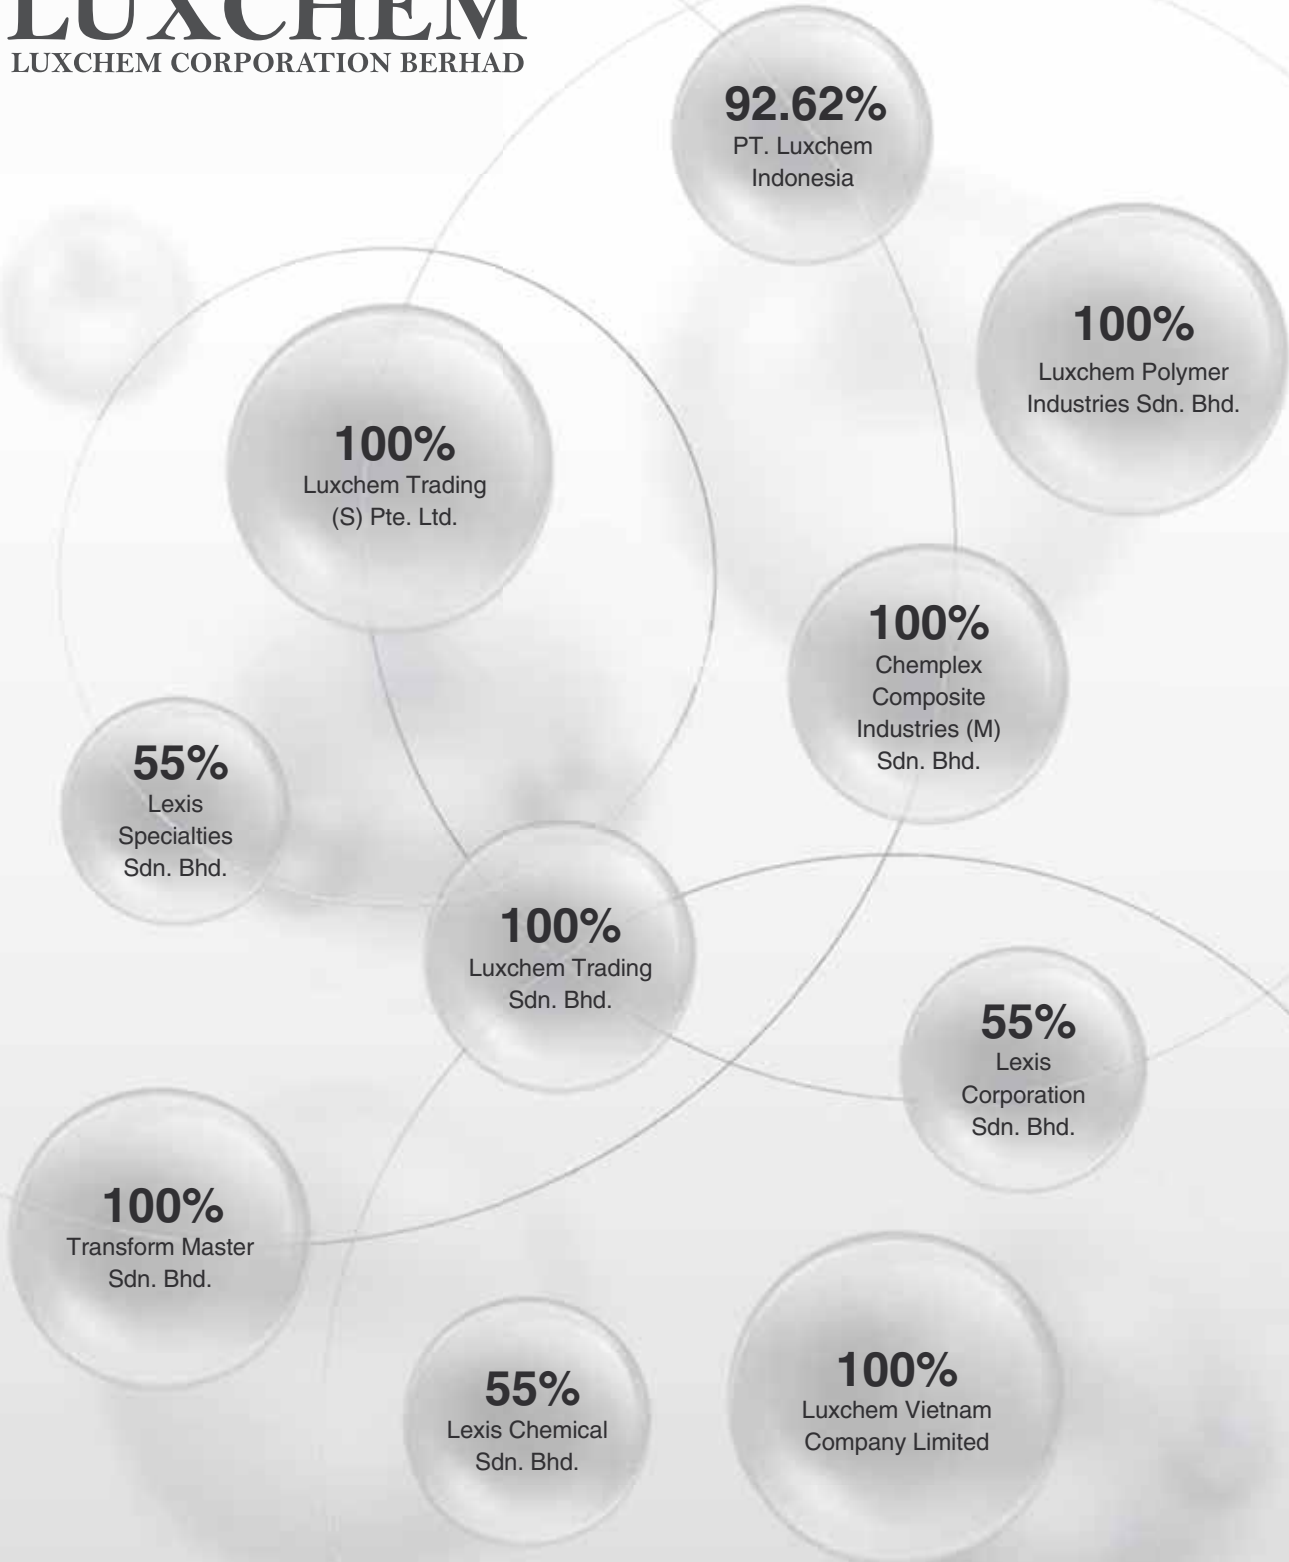 LUXCHEM
LUXCHEM CORPORATION BERHAD
92.62%
PT. Luxchem
Indonesia
100%
Luxchem Polymer
Industries Sdn. Bhd.
100%
Luxchem Trading
(S) Pte. Ltd.
100%
Chemplex
Composite
Industries (M)
Sdn. Bhd.
55%
Lexis
Specialties
Sdn. Bhd.
100%
Luxchem Trading
Sdn. Bhd.
55%
Lexis
Corporation
Sdn. Bhd.
100%
Transform Master
Sdn. Bhd.
55%
Lexis Chemical
Sdn. Bhd.
100%
Luxchem Vietnam
Company Limited